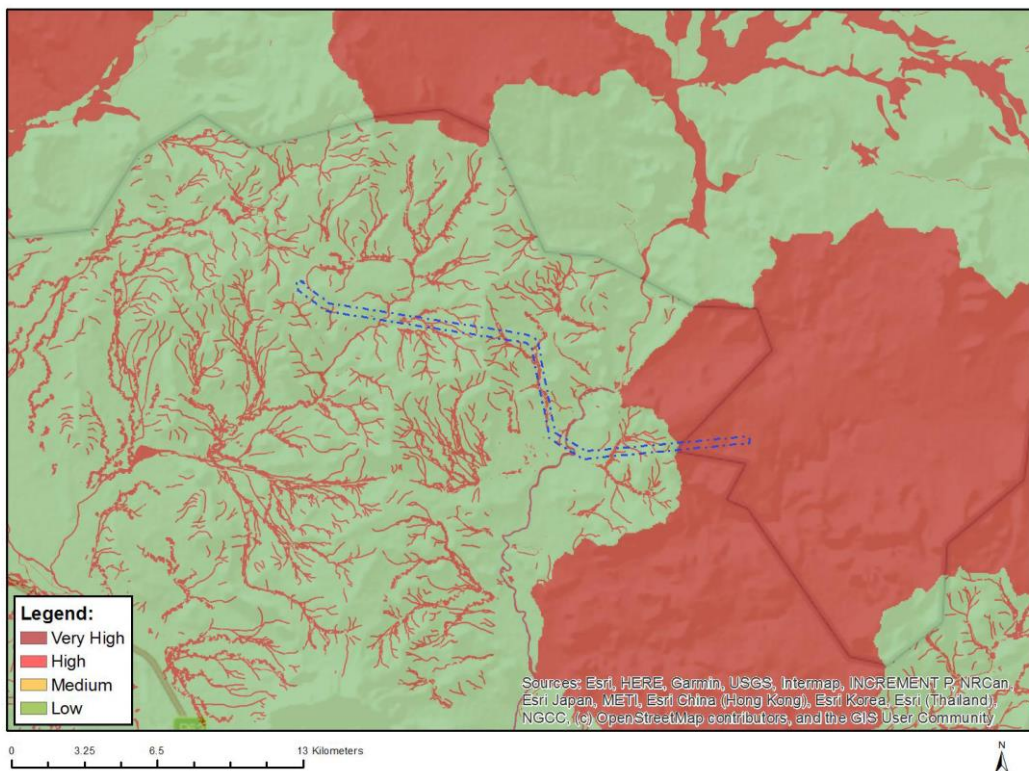 Legend:
Very High
High
Medium
Low
Sources: Esri, HERE, Garmin, USGS, Intermap, INCREMENT P, NRCan,
Esri Japan, METI, Esri China (Hong Kong), Esri Korea, Esri (Thailand),
NGCC, (c) OpenStreetMap contributors, and the GIS User Community
0 3.25 6.5 13 Kilometers
N